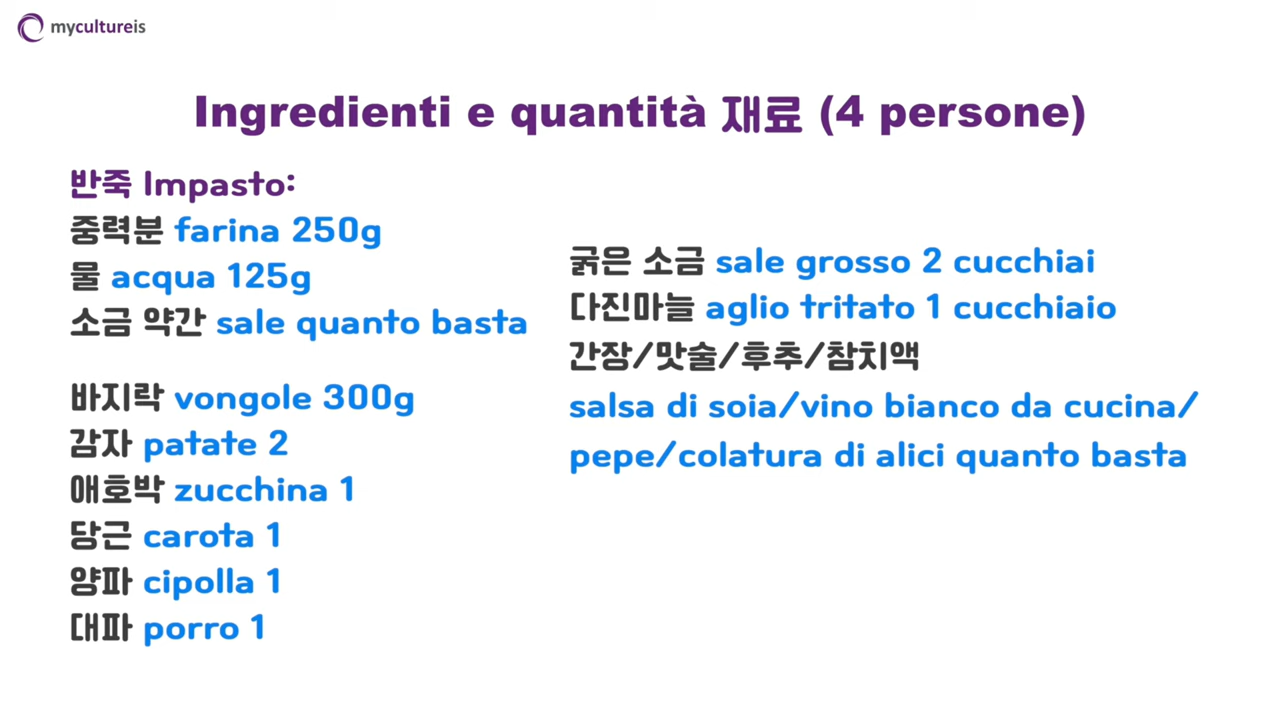 mycultureis
Ingredienti e quantità 재료 (4 persone)
반죽 Impasto:
중력분 farina 250g
물 acqua 125g
소금 약간 sale quanto basta
바지락 vongole 300g
감자 patate 2
애호박 zucchina 1
당근 carota 1
양파 cipolla 1
대파 porro 1
굵은 소금 sale grosso 2 cucchiai
다진마늘 aglio tritato 1 cucchiaio
간장/맛술/후추/참치액
salsa di soia/vino bianco da cucina/
pepe/colatura di alici quanto basta